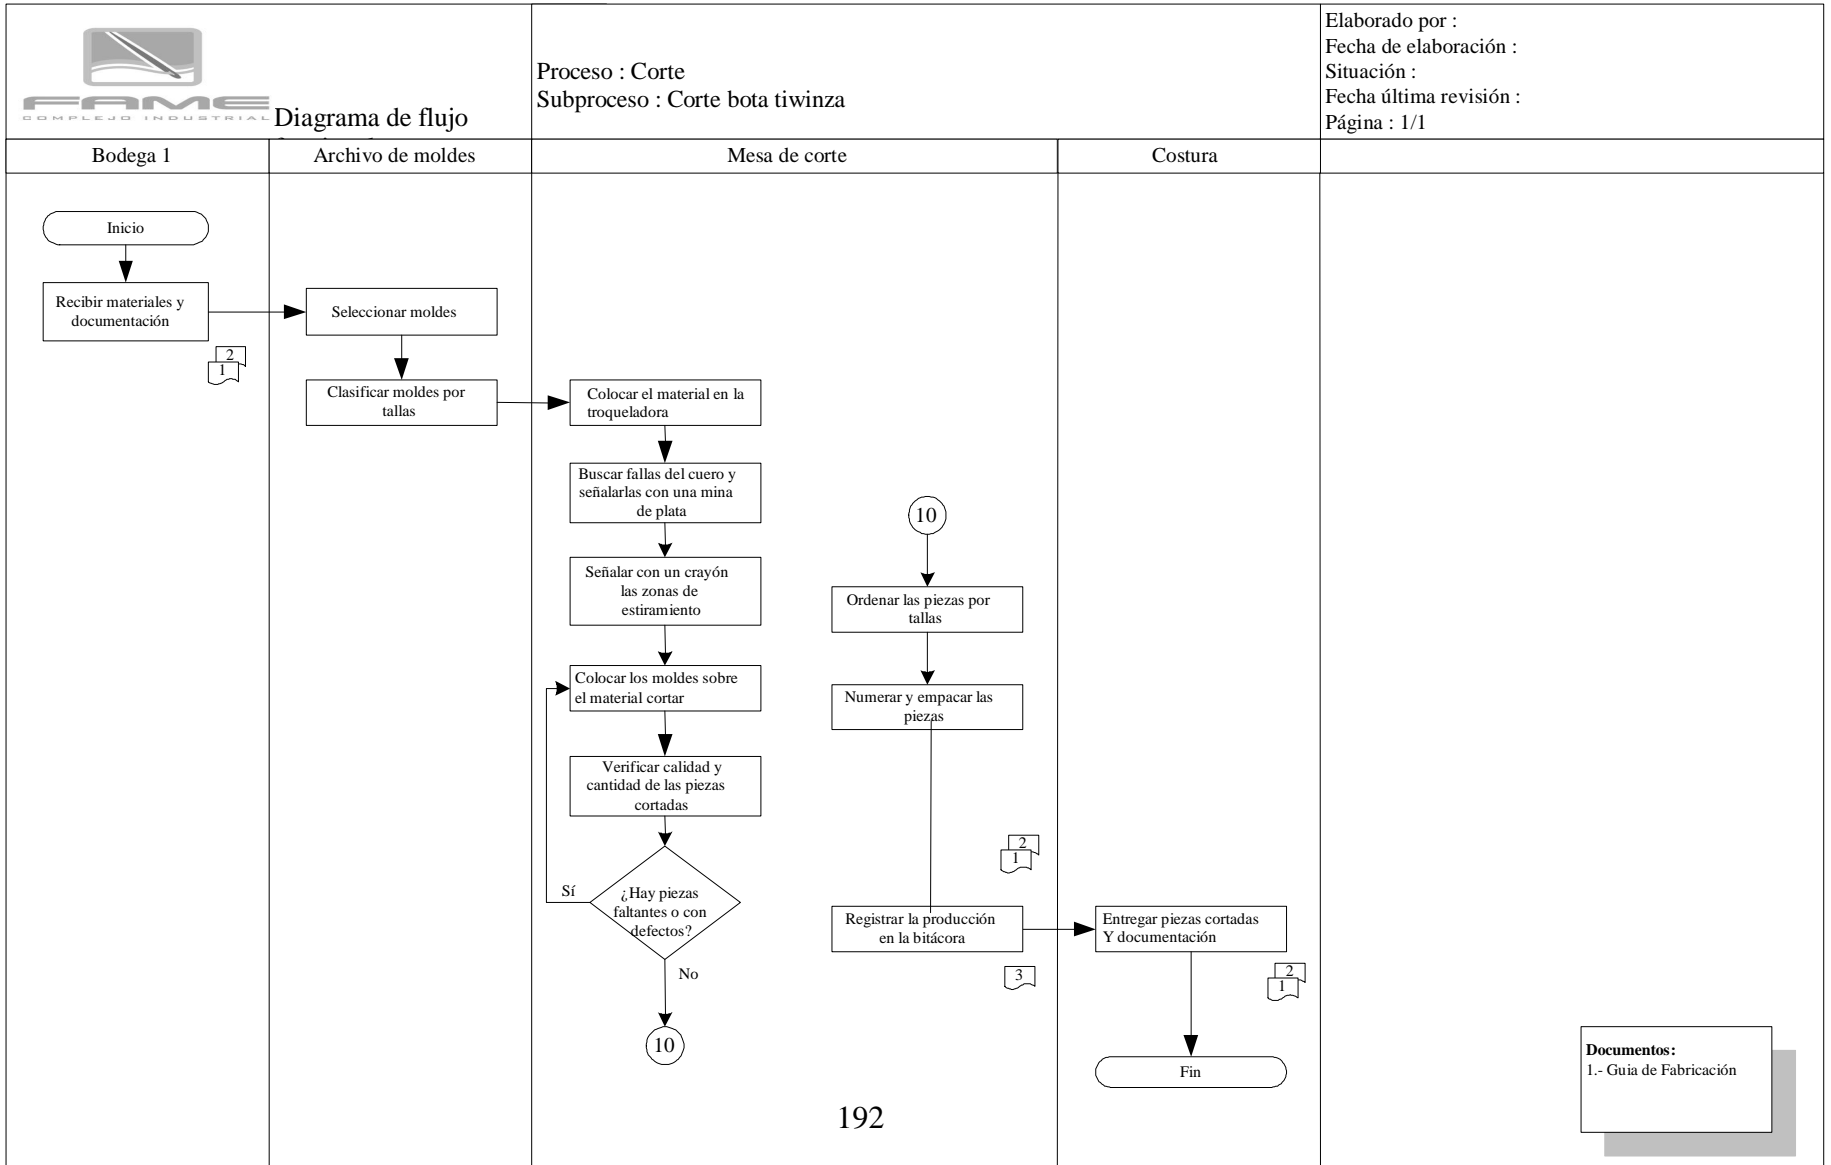 FAME
COMPLEJO INDUSTRIAL
Diagrama de flujo
Proceso : Corte
Subproceso : Corte bota tiwinza
Elaborado por :
Fecha de elaboración :
Situación :
Fecha última revisión :
Página : 1/1
Bodega 1
Archivo de moldes
Mesa de corte
Costura
Inicio
Recibir materiales y
documentación
2
1
Seleccionar moldes
Clasificar moldes por
tallas
Colocar el material en la
troqueladora
Buscar fallas del cuero y
señalarlas con una mina
de plata
Señalar con un crayón
las zonas de
estiramiento
Colocar los moldes sobre
el material cortar
Verificar calidad y
cantidad de las piezas
cortadas
¿Hay piezas
faltantes o con
defectos?
Sí
No
10
10
Ordenar las piezas por
tallas
Numerar y empacar las
piezas
2
1
Registrar la producción
en la bitácora
3
Entregar piezas cortadas
Y documentación
2
1
Fin
Documentos:
1.- Guia de Fabricación
192